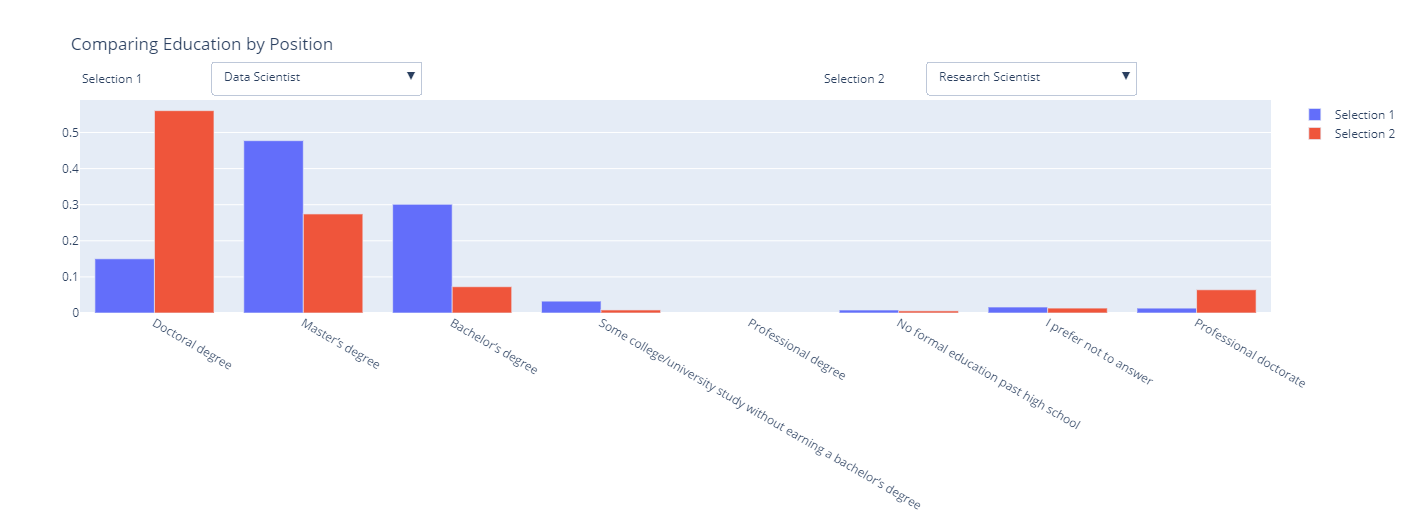 Comparing Education by Position
Selection 1
Data Scientist
Selection 2
Research Scientist
Selection 1
Selection 2
0.5
0.4
0.3
0.2
0.1
0
Doctoral degree
Master's degree
Bachelor's degree
Some college/university study without earning a bachelor's degree
Professional degree
No formal education past high school
I prefer not to answer
Professional doctorate